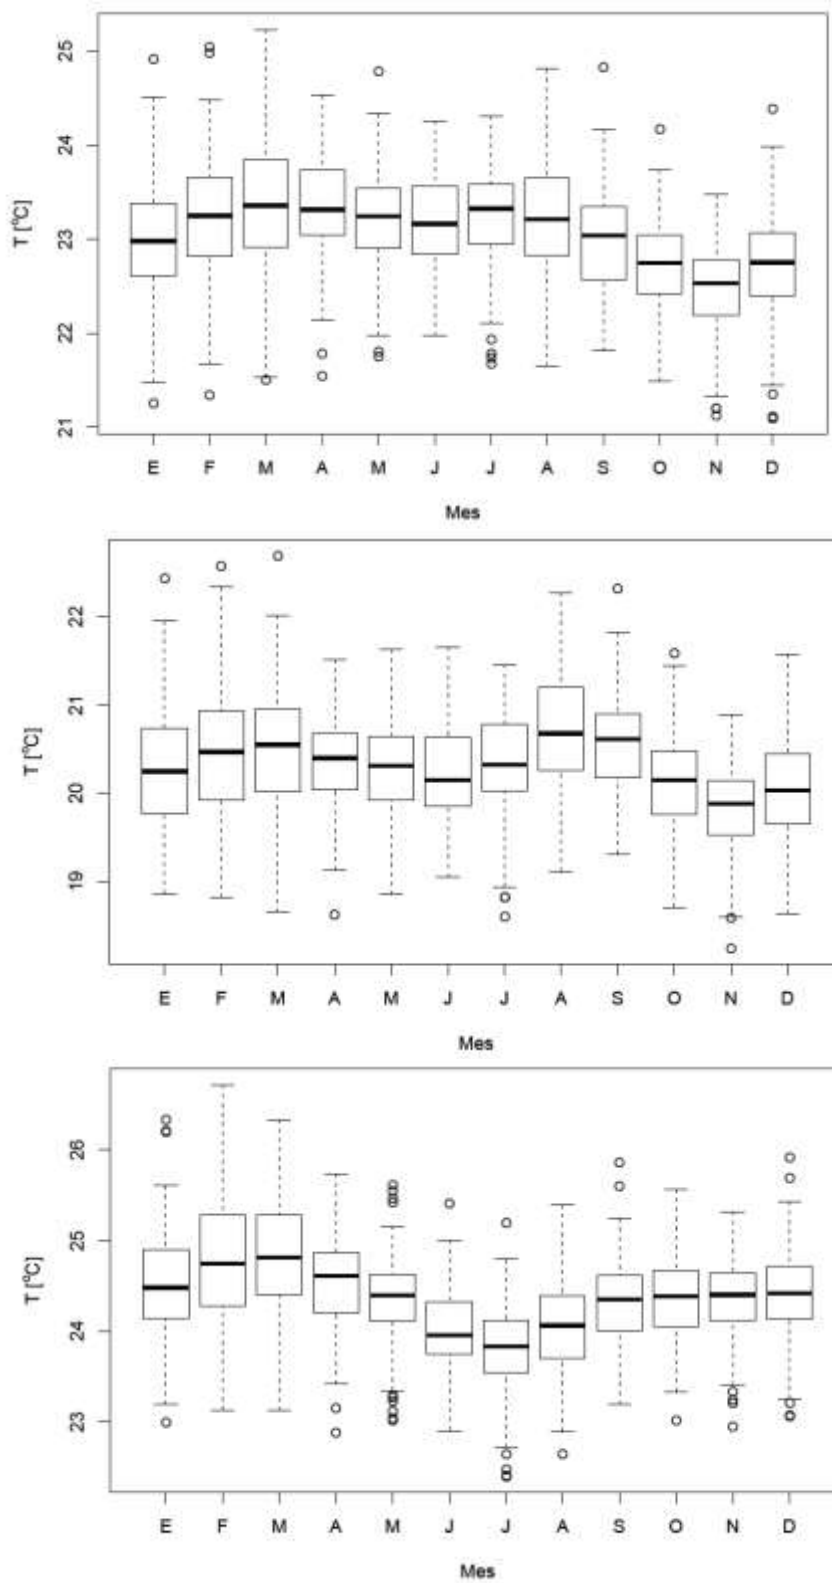 25
24
23
22
21
T [°C]
E F M A M J J A S O N D
Mes
22
21
20
19
T [°C]
E F M A M J J A S O N D
Mes
26
25
24
23
T [°C]
E F M A M J J A S O N D
Mes